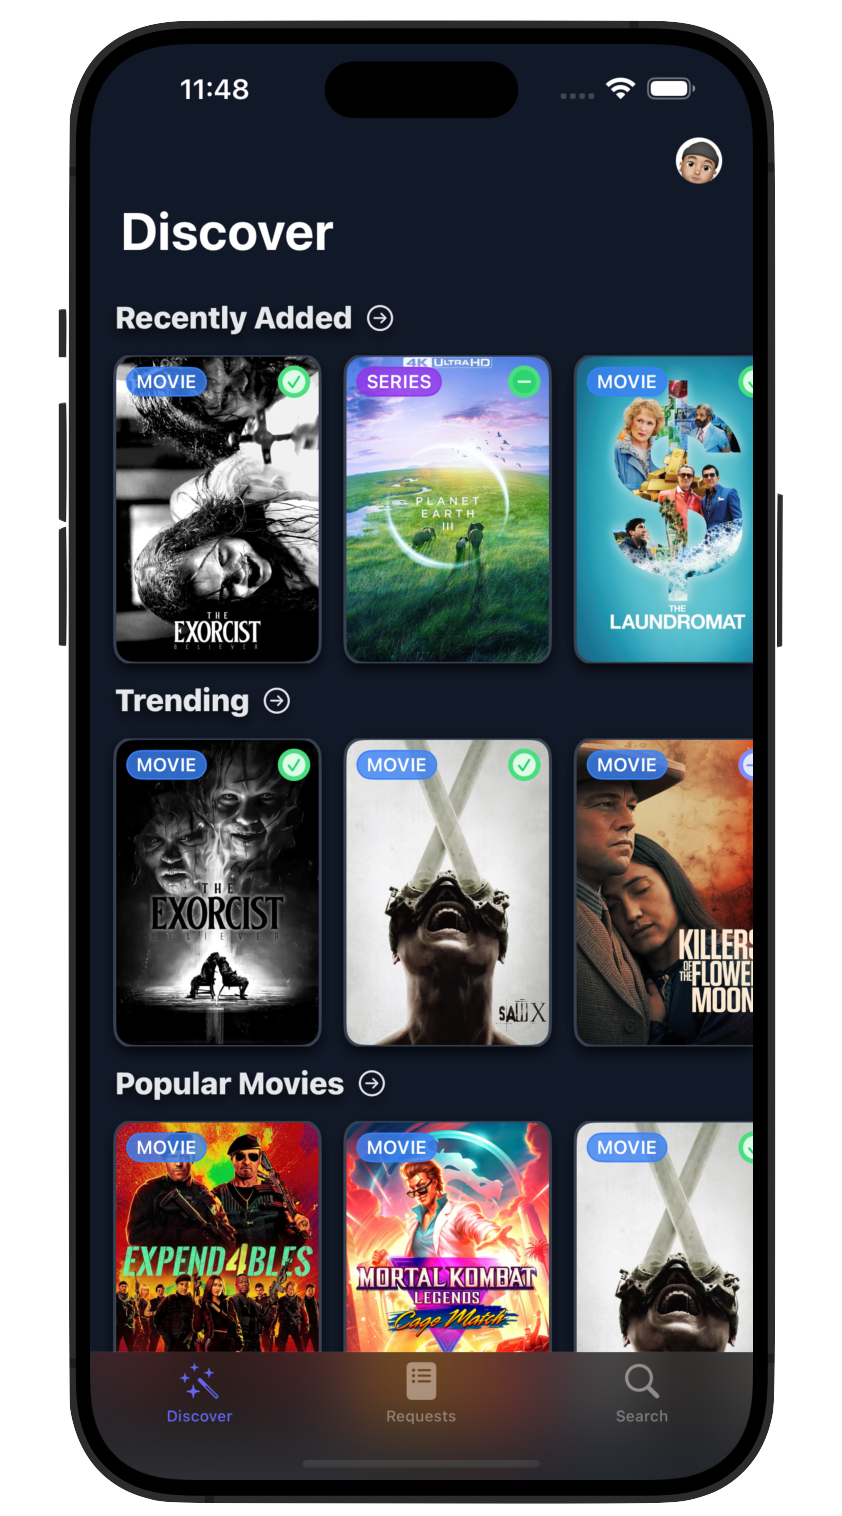 11:48
Discover
Recently Added
MOVIE
THE
EXORCIST
BELIEVER
4K ULTRA HD
SERIES
PLANET
EARTH
III
MOVIE
THE
LAUNDROMAT
Trending
MOVIE
THE
EXORCIST
BELIEVER
MOVIE
SAW X
MOVIE
KILLERS
OF THE FLOWE
MOON
Popular Movies
MOVIE
EXPEND4BLES
MOVIE
MORTAL KOMBAT
LEGENDS
Cage Match
MOVIE
Discover
Requests
Search